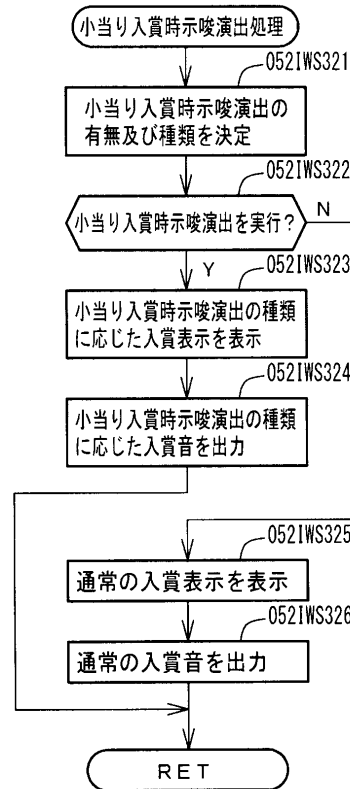 小当り入賞時示唆演出処理
052IWS321
小当り入賞時示唆演出の
有無及び種類を決定
052IWS322
小当り入賞時示唆演出を実行?
N
Y
052IWS323
小当り入賞時示唆演出の種類
に応じた入賞表示を表示
052IWS324
小当り入賞時示唆演出の種類
に応じた入賞音を出力
052IWS325
通常の入賞表示を表示
052IWS326
通常の入賞音を出力
RET